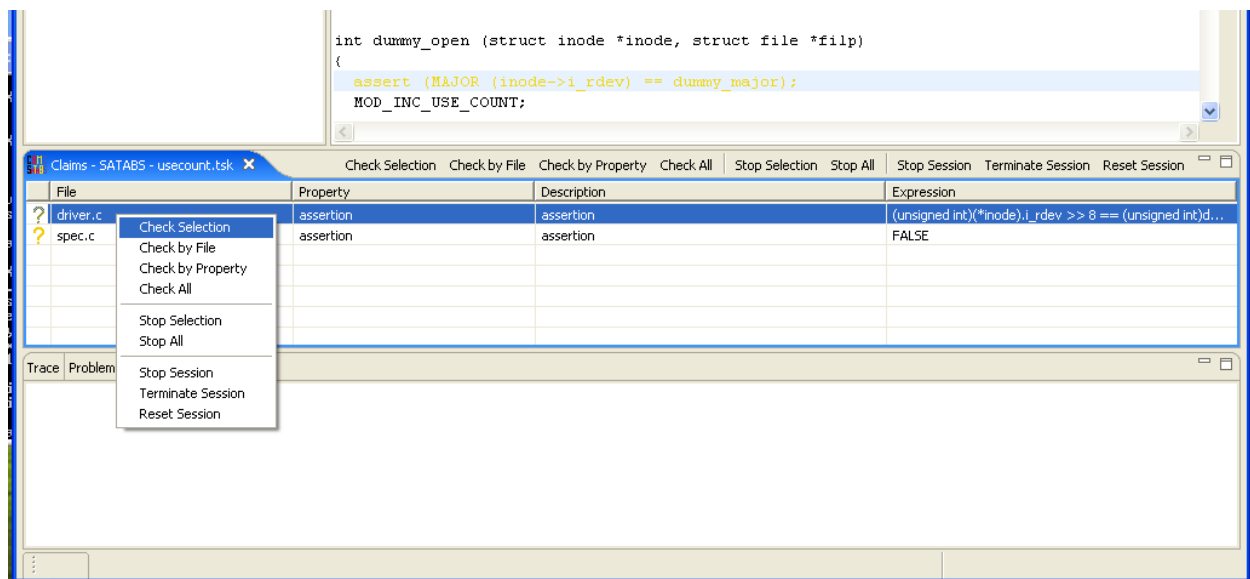 int dummy_open (struct inode *inode, struct file *filp)
{
assert (MAJOR (inode->i_rdev) == dummy_major);
MOD_INC_USE_COUNT;
Claims - SATABS - usecount.tsk Check Selection Check by File Check by Property Check All Stop Selection Stop All Stop Session Terminate Session Reset Session
File Property Description Expression
driver.c assertion assertion (unsigned int)(*inode).i_rdev >> 8 == (unsigned int)d...
spec.c assertion assertion FALSE
Check Selection
Check by File
Check by Property
Check All
Stop Selection
Stop All
Stop Session
Terminate Session
Reset Session
Trace Problem